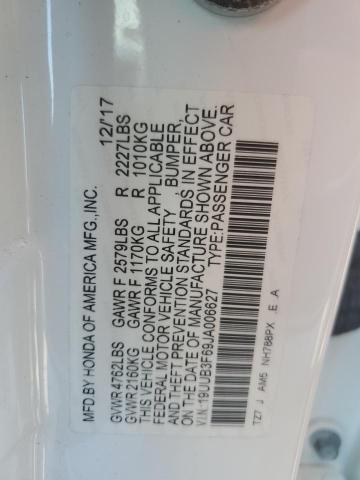 MFD BY HONDA OF AMERICA MFG., INC. 12/'17
GVWR 4762LBS GAWR F 2579LBS R 2227LBS
GVWR 2160KG GAWR F 1170KG R 1010KG
THIS VEHICLE CONFORMS TO ALL APPLICABLE
FEDERAL MOTOR VEHICLE SAFETY , BUMPER,
AND THEFT PREVENTION STANDARDS IN EFFECT
ON THE DATE OF MANUFACTURE SHOWN ABOVE.
V.I.N: 19UUB3F69JA006627 TYPE:PASSENGER CAR
TZ7 J AM5 NH788PX E A